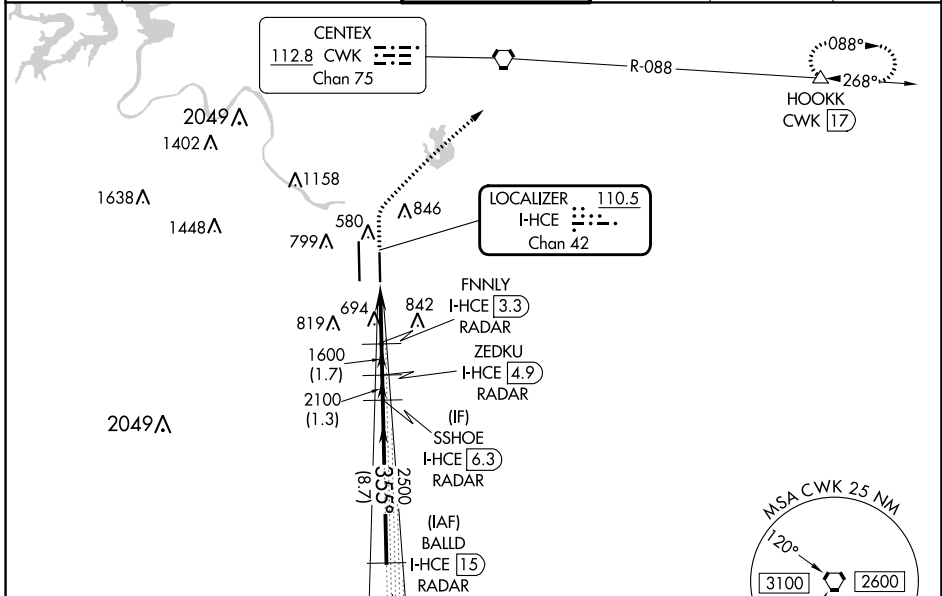 CENTEX
112.8 CWK
Chan 75
R-088
088°
268°
HOOKK
CWK 17
2049
1402
1158
1638
1448
580
846
799
LOCALIZER 110.5
I-HCE
Chan 42
FNNLY
I-HCE 3.3
RADAR
694
842
819
1600
(1.7)
ZEDKU
I-HCE 4.9
RADAR
2100
(1.3)
2049
(IF)
SSHOE
I-HCE 6.3
RADAR
2500
355°
(8.7)
(IAF)
BALLD
I-HCE 15
RADAR
MSA CWK 25 NM
120°
3100
2600